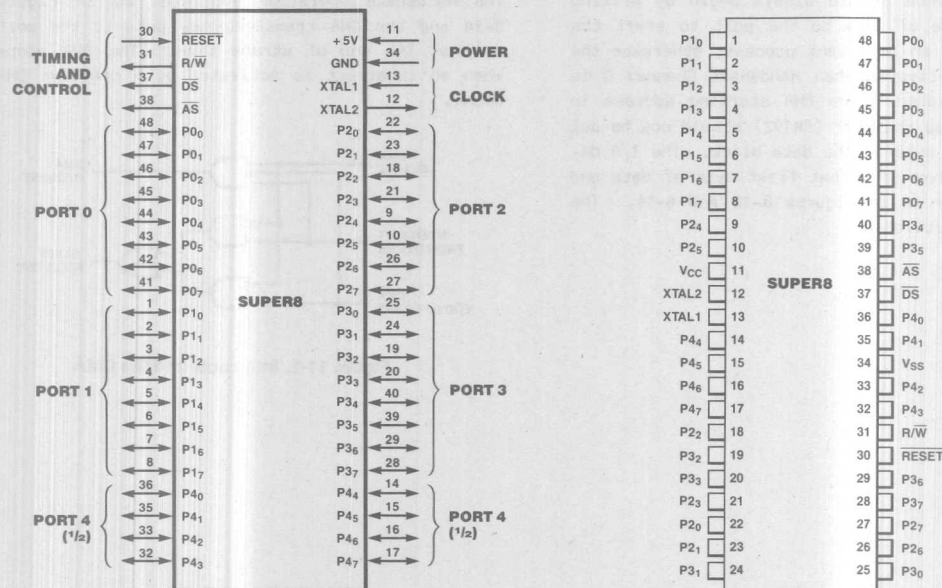 TIMING
AND
CONTROL
30 RESET
31 R/W
37 DS
38 AS
PORT 0
48 P0₀
47 P0₁
46 P0₂
45 P0₃
44 P0₄
43 P0₅
42 P0₆
41 P0₇
PORT 1
1 P1₀
2 P1₁
3 P1₂
4 P1₃
5 P1₄
6 P1₅
7 P1₆
8 P1₇
PORT 4
(1/2)
36 P4₀
35 P4₁
33 P4₂
32 P4₃
SUPER8
+5V 11
GND 34
POWER
XTAL1 13
XTAL2 12
CLOCK
P2₀ 22
P2₁ 23
P2₂ 18
P2₃ 21
P2₄ 9
P2₅ 10
P2₆ 26
P2₇ 27
PORT 2
P3₀ 25
P3₁ 24
P3₂ 19
P3₃ 20
P3₄ 40
P3₅ 39
P3₆ 29
P3₇ 28
PORT 3
P4₄ 14
P4₅ 15
P4₆ 16
P4₇ 17
PORT 4
(1/2)
P1₀ 1 48 P0₀
P1₁ 2 47 P0₁
P1₂ 3 46 P0₂
P1₃ 4 45 P0₃
P1₄ 5 44 P0₄
P1₅ 6 43 P0₅
P1₆ 7 42 P0₆
P1₇ 8 41 P0₇
P2₄ 9 40 P3₄
P2₅ 10 39 P3₅
VCC 11 38 AS
XTAL2 12 37 DS
SUPER8
XTAL1 13 36 P4₀
P4₄ 14 35 P4₁
P4₅ 15 34 VSS
P4₆ 16 33 P4₂
P4₇ 17 32 P4₃
P2₂ 18 31 R/W
P3₂ 19 30 RESET
P3₃ 20 29 P3₆
P2₃ 21 28 P3₇
P2₀ 22 27 P2₇
P2₁ 23 26 P2₆
P3₁ 24 25 P3₀